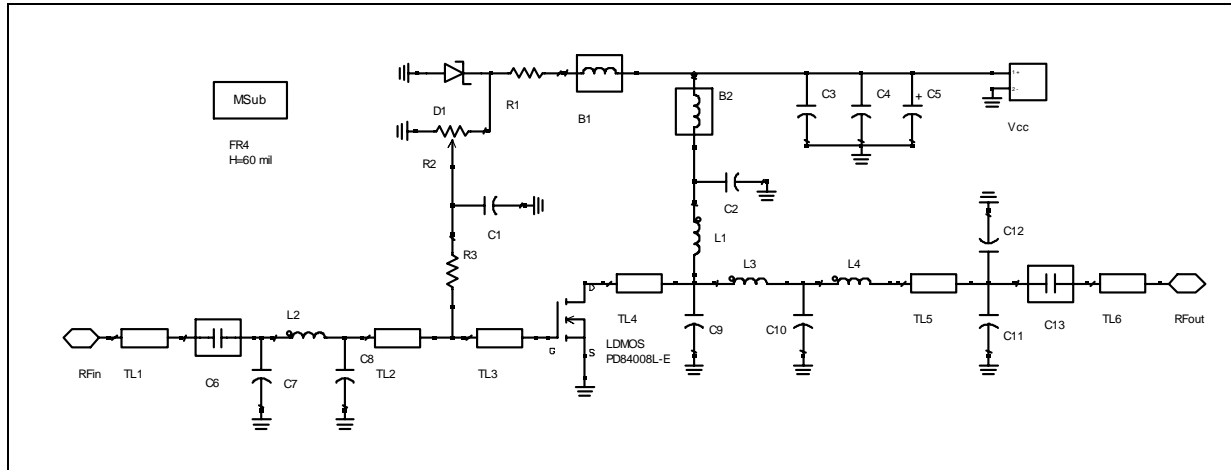 MSub
FR4
H=60 mil
D1
R1
B1
B2
C3
C4
+
C5
1 +
2 -
Vcc
R2
C1
C2
R3
L1
C12
L3
L4
D
TL4
TL5
C9
C10
C11
C13
TL6
RFout
LDMOS
PD84008L-E
G
S
L2
RFin
TL1
C6
C7
C8
TL2
TL3